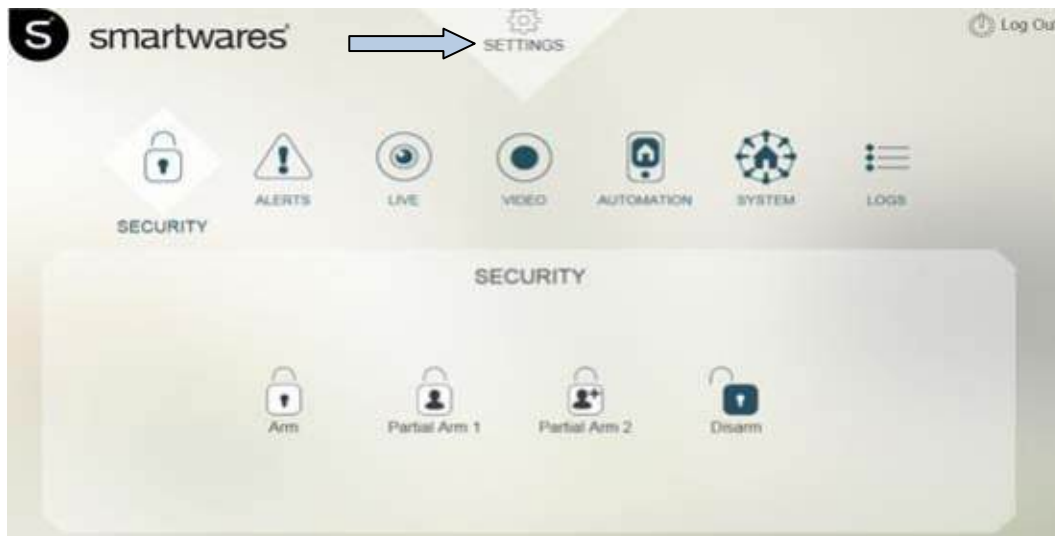 smartwares
SETTINGS
Log Out
SECURITY
ALERTS
LIVE
VIDEO
AUTOMATION
SYSTEM
LOGS
SECURITY
Arm
Partial Arm 1
Partial Arm 2
Disarm